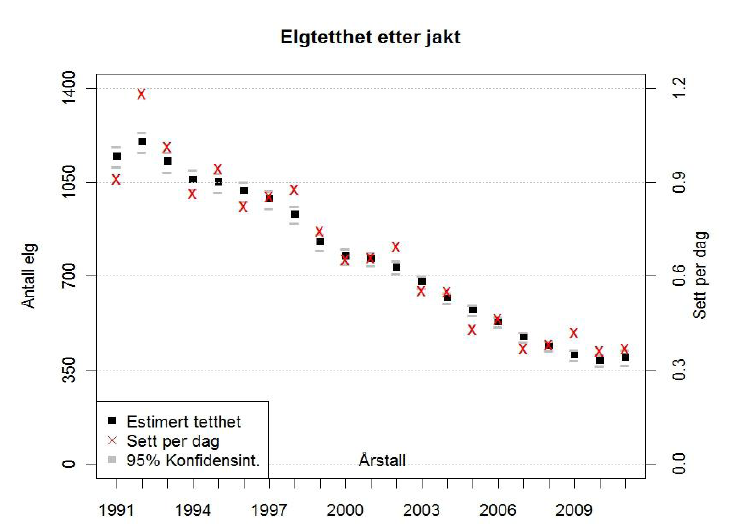 Elgtetthet etter jakt
1400
1050
700
350
0
Antall elg
1.2
0.9
0.6
0.3
0.0
Sett per dag
Estimert tetthet
Sett per dag
95% Konfidensint.
Årstall
1991 1994 1997 2000 2003 2006 2009